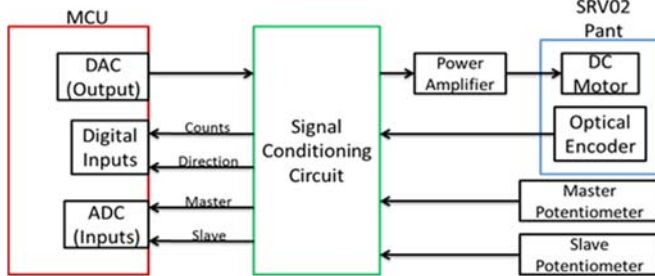 MCU
SRV02
Pant
DAC
(Output)
Power
Amplifier
DC
Motor
Digital
Inputs
Counts
Direction
Signal
Conditioning
Circuit
Optical
Encoder
ADC
(Inputs)
Master
Slave
Master
Potentiometer
Slave
Potentiometer